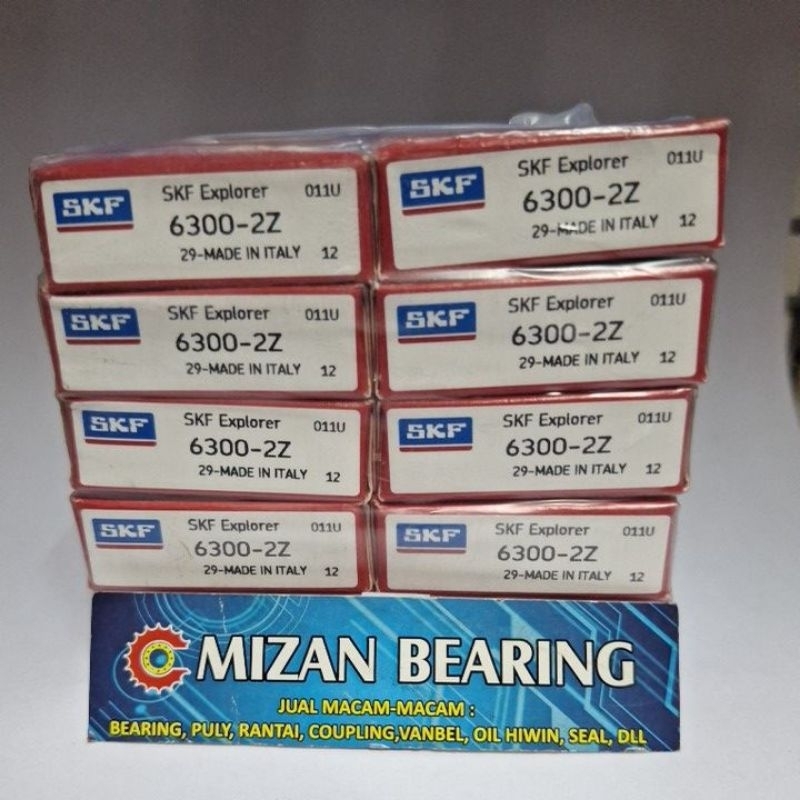 SKF
SKF Explorer 011U
6300-2Z
29-MADE IN ITALY 12
SKF
SKF Explorer 011U
6300-2Z
29-MADE IN ITALY 12
SKF
SKF Explorer 011U
6300-2Z
29-MADE IN ITALY 12
SKF
SKF Explorer 011U
6300-2Z
29-MADE IN ITALY 12
SKF
SKF Explorer 011U
6300-2Z
29-MADE IN ITALY 12
SKF
SKF Explorer 011U
6300-2Z
29-MADE IN ITALY 12
SKF
SKF Explorer 011U
6300-2Z
29-MADE IN ITALY 12
SKF
SKF Explorer 011U
6300-2Z
29-MADE IN ITALY 12
MIZAN BEARING
JUAL MACAM-MACAM :
BEARING, PULY, RANTAI, COUPLING,VANBEL, OIL HIWIN, SEAL, DLL